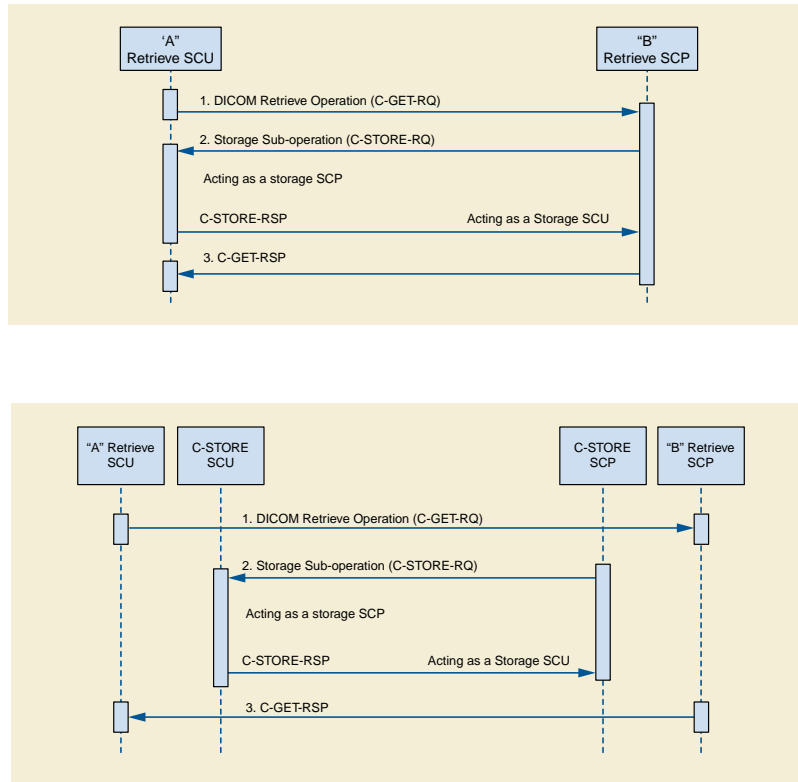 ‘A”
Retrieve SCU
“B”
Retrieve SCP
1. DICOM Retrieve Operation (C-GET-RQ)
2. Storage Sub-operation (C-STORE-RQ)
Acting as a storage SCP
C-STORE-RSP
Acting as a Storage SCU
3. C-GET-RSP
“A” Retrieve
SCU
C-STORE
SCU
C-STORE
SCP
“B” Retrieve
SCP
1. DICOM Retrieve Operation (C-GET-RQ)
2. Storage Sub-operation (C-STORE-RQ)
Acting as a storage SCP
C-STORE-RSP
Acting as a Storage SCU
3. C-GET-RSP